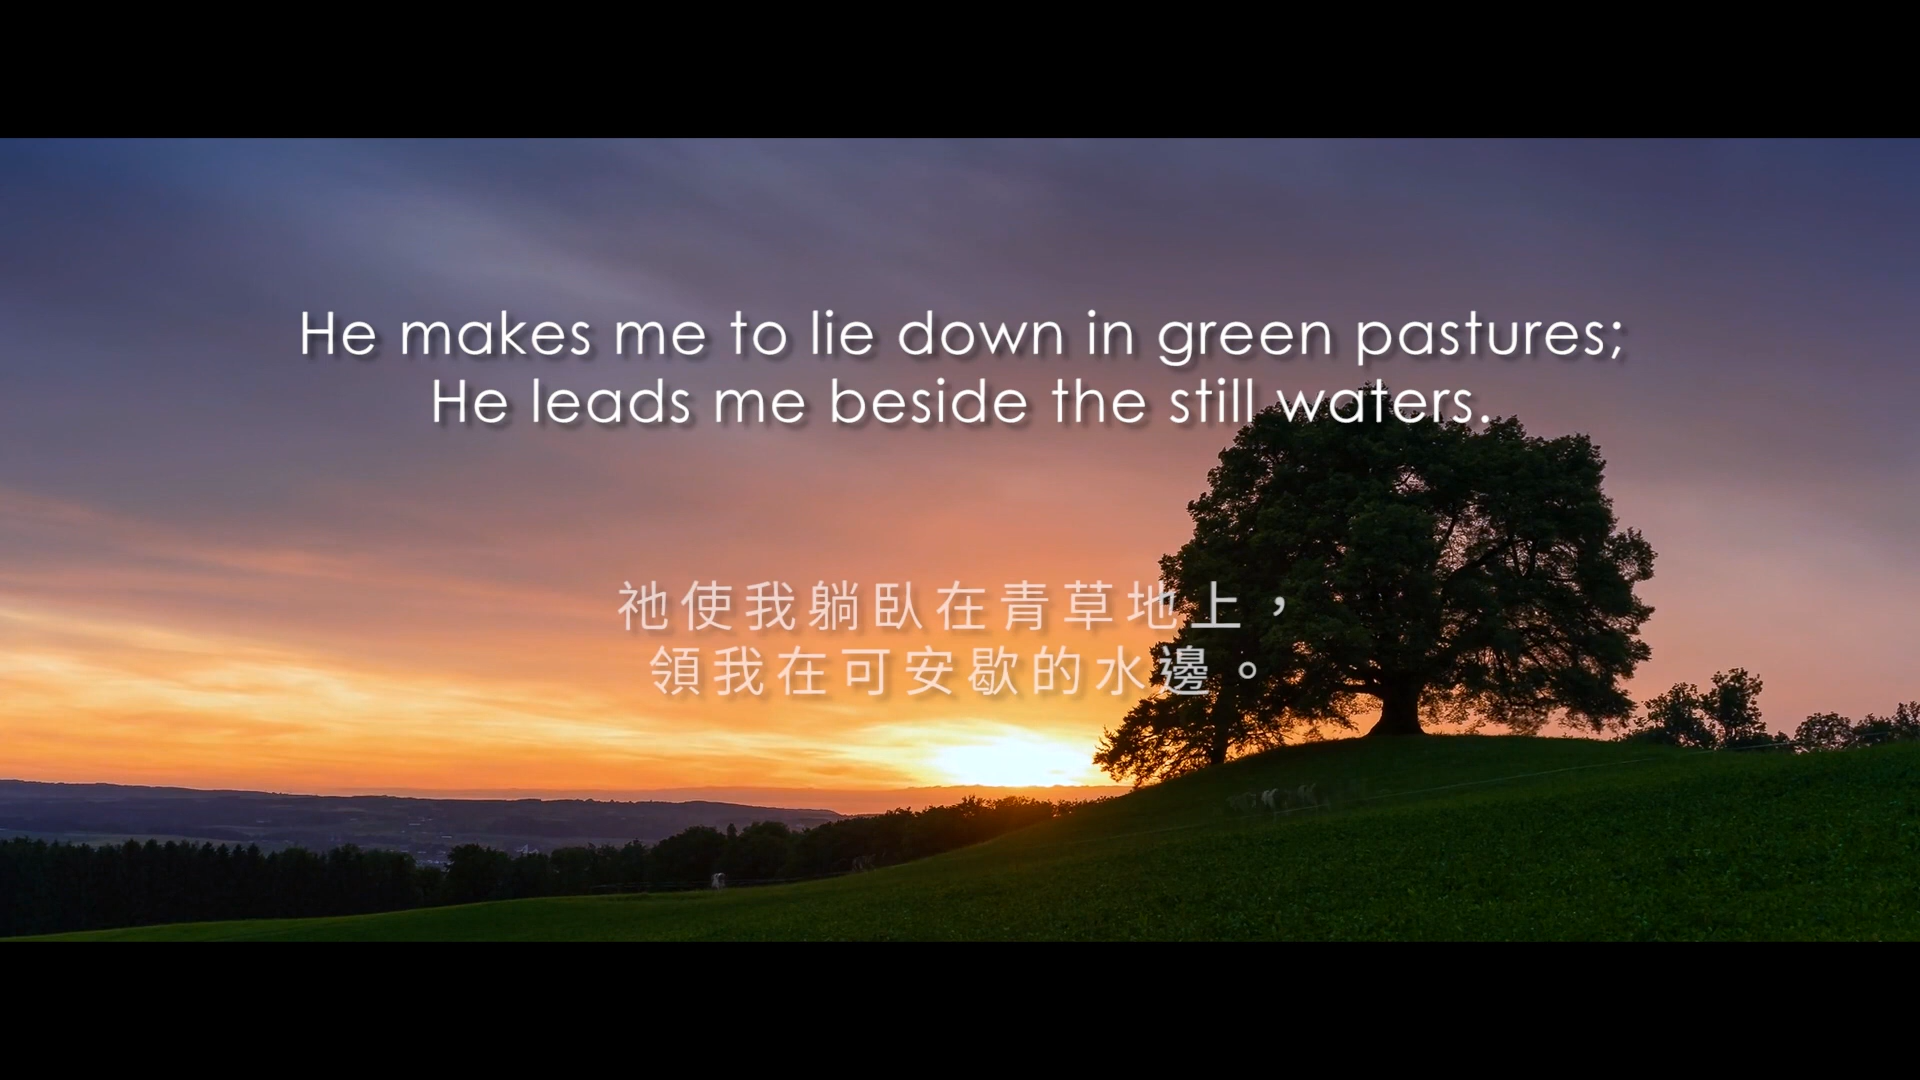 He makes me to lie down in green pastures;
He leads me beside the still waters.
祂使我躺臥在青草地上，
領我在可安歇的水邊。